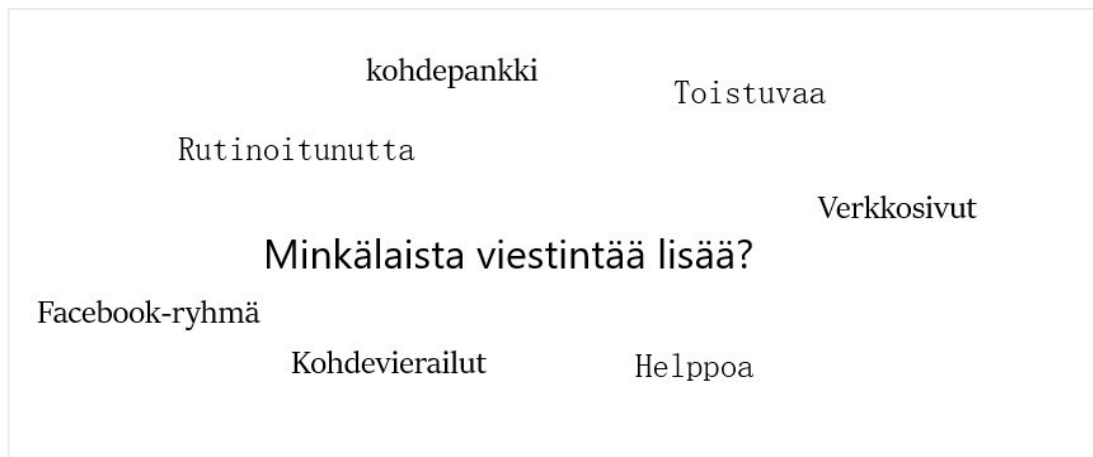 kohdepankki
Toistuvaa
Rutinoitunutta
Verkkosivut
Minkälaista viestintää lisää?
Facebook-ryhmä
Kohdevierailut
Helppoa